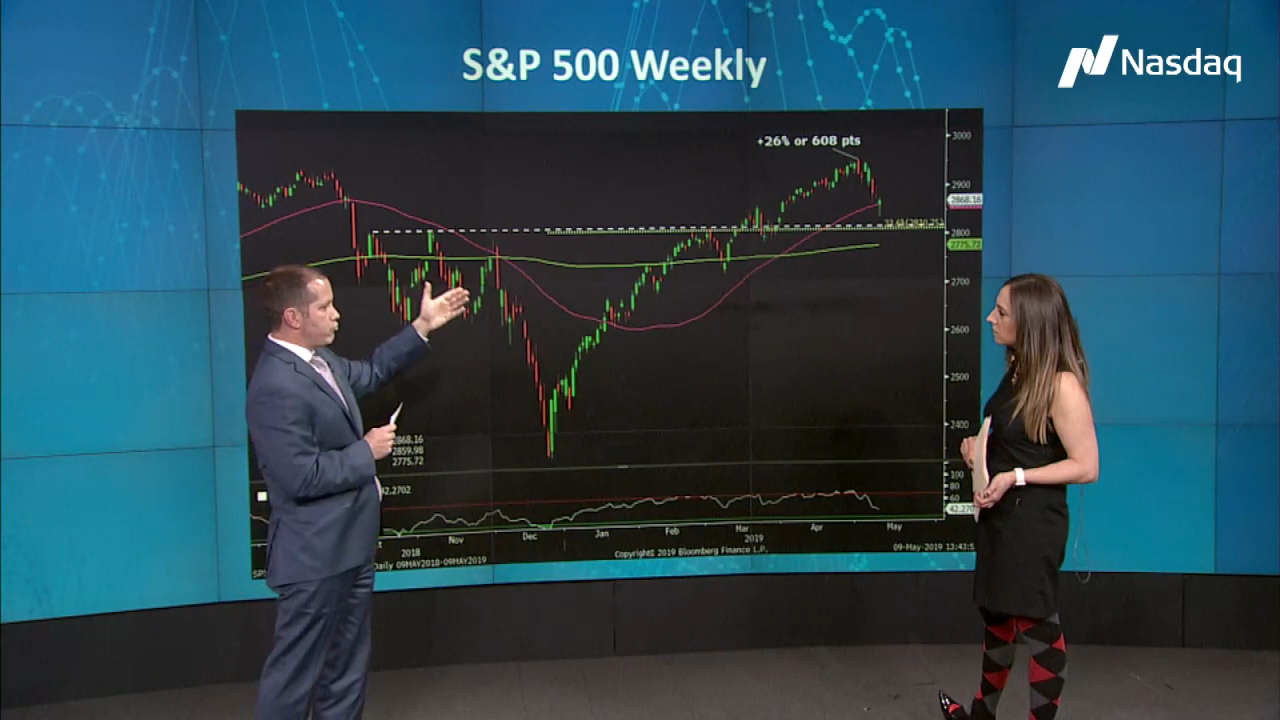 S&P 500 Weekly
Nasdaq
+26% or 608 pts
3000
2900
2868.16
2800
2775.72
2700
2600
2500
2400
2868.16
2859.98
2775.72
100
80
60
42.270
42.2702
Nov
Dec
Jan
Feb
Mar
Apr
May
2018
2019
Daily 09MAY2018-09MAY2019
Copyright© 2019 Bloomberg Finance L.P.
09-May-2019 13:43:5